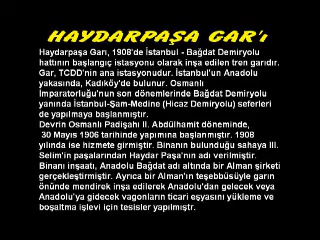 HAYDARPAŞA GAR'ı
Haydarpaşa Garı, 1908'de İstanbul - Bağdat Demiryolu
hattının başlangıç istasyonu olarak inşa edilen tren garıdır.
Gar, TCDD'nin ana istasyonudur. İstanbul'un Anadolu
yakasında, Kadıköy'de bulunur. Osmanlı
İmparatorluğu'nun son dönemlerinde Bağdat Demiryolu
yanında İstanbul-Şam-Medine (Hicaz Demiryolu) seferleri
de yapılmaya başlanmıştır.
Devrin Osmanlı Padişahı II. Abdülhamit döneminde,
30 Mayıs 1906 tarihinde yapımına başlanmıştır. 1908
yılında ise hizmete girmiştir. Binanın bulunduğu sahaya III.
Selim'in paşalarından Haydar Paşa'nın adı verilmiştir.
Binanı inşaatı, Anadolu Bağdat adı altında bir Alman şirketi
gerçekleştirmiştir. Ayrıca bir Alman'ın teşebbüsüyle garın
önünde mendirek inşa edilerek Anadolu'dan gelecek veya
Anadolu'ya gidecek vagonların ticari eşyasını yükleme ve
boşaltma işlevi için tesisler yapılmıştr.